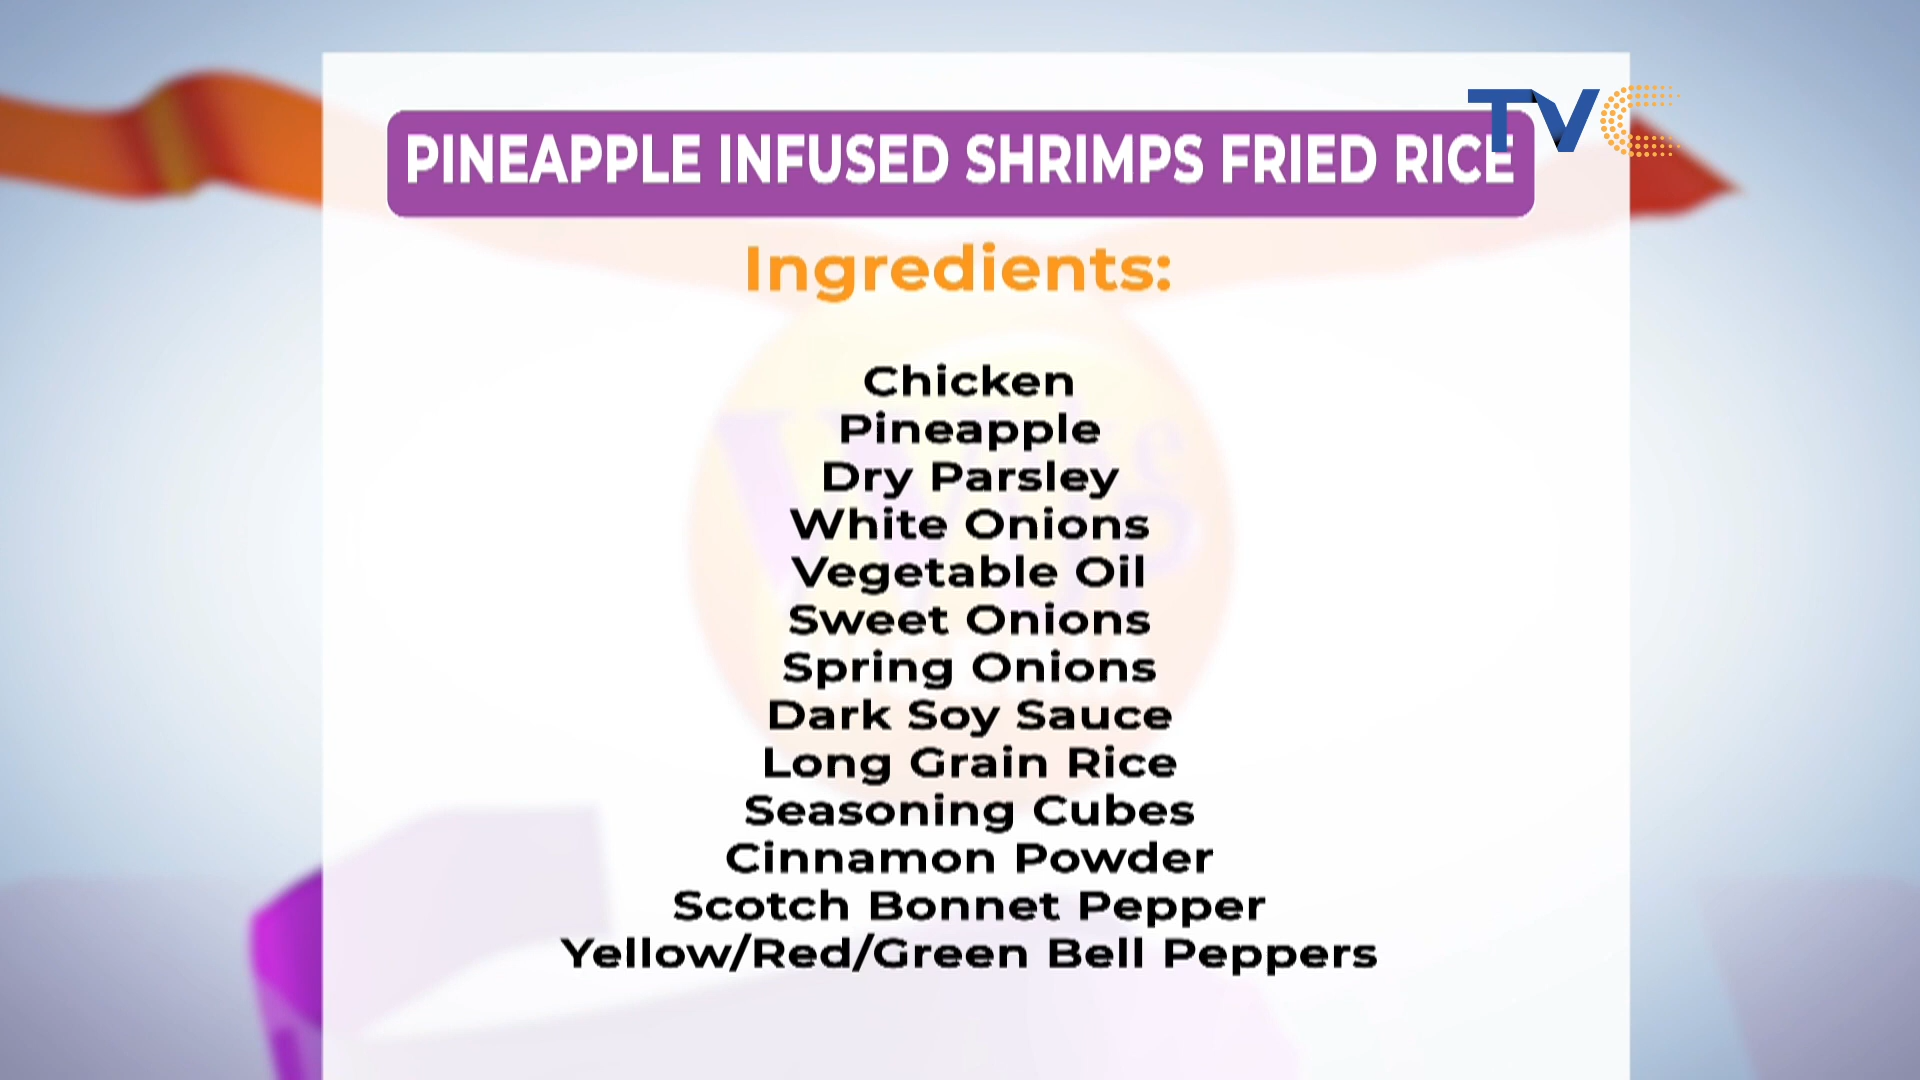 TVC
PINEAPPLE INFUSED SHRIMPS FRIED RICE
Ingredients:
Chicken
Pineapple
Dry Parsley
White Onions
Vegetable Oil
Sweet Onions
Spring Onions
Dark Soy Sauce
Long Grain Rice
Seasoning Cubes
Cinnamon Powder
Scotch Bonnet Pepper
Yellow/Red/Green Bell Peppers